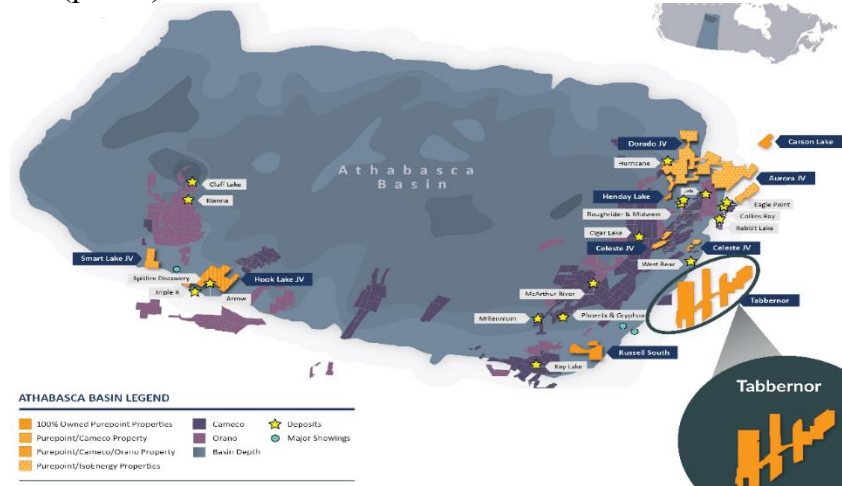 Athabasca
Basin
Dorado JV
Carson Lake
Hurricane
Aurora JV
Cluff Lake
Kianna
Henday Lake
Jeb
Eagle Point
Roughrider & Midwest
Collins Bay
Cigar Lake
Rabbit Lake
Celeste JV
Celeste JV
Smart Lake JV
West Bear
Spitfire Discovery
Hook Lake JV
Triple R
Arrow
McArthur River
Tabbernor
Millennium
Phoenix & Gryphon
Russell South
Key Lake
Tabbernor
ATHABASCA BASIN LEGEND
100% Owned Purepoint Properties
Cameco
Deposits
Purepoint/Cameco Property
Orano
Major Showings
Purepoint/Cameco/Orano Property
Basin Depth
Purepoint/IsoEnergy Properties